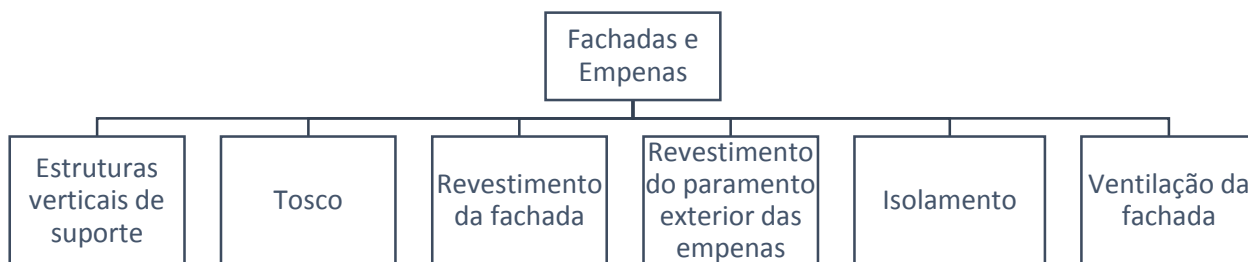 Fachadas e
Empenas
Estruturas
verticais de
suporte
Tosco
Revestimento
da fachada
Revestimento
do paramento
exterior das
empenas
Isolamento
Ventilação da
fachada